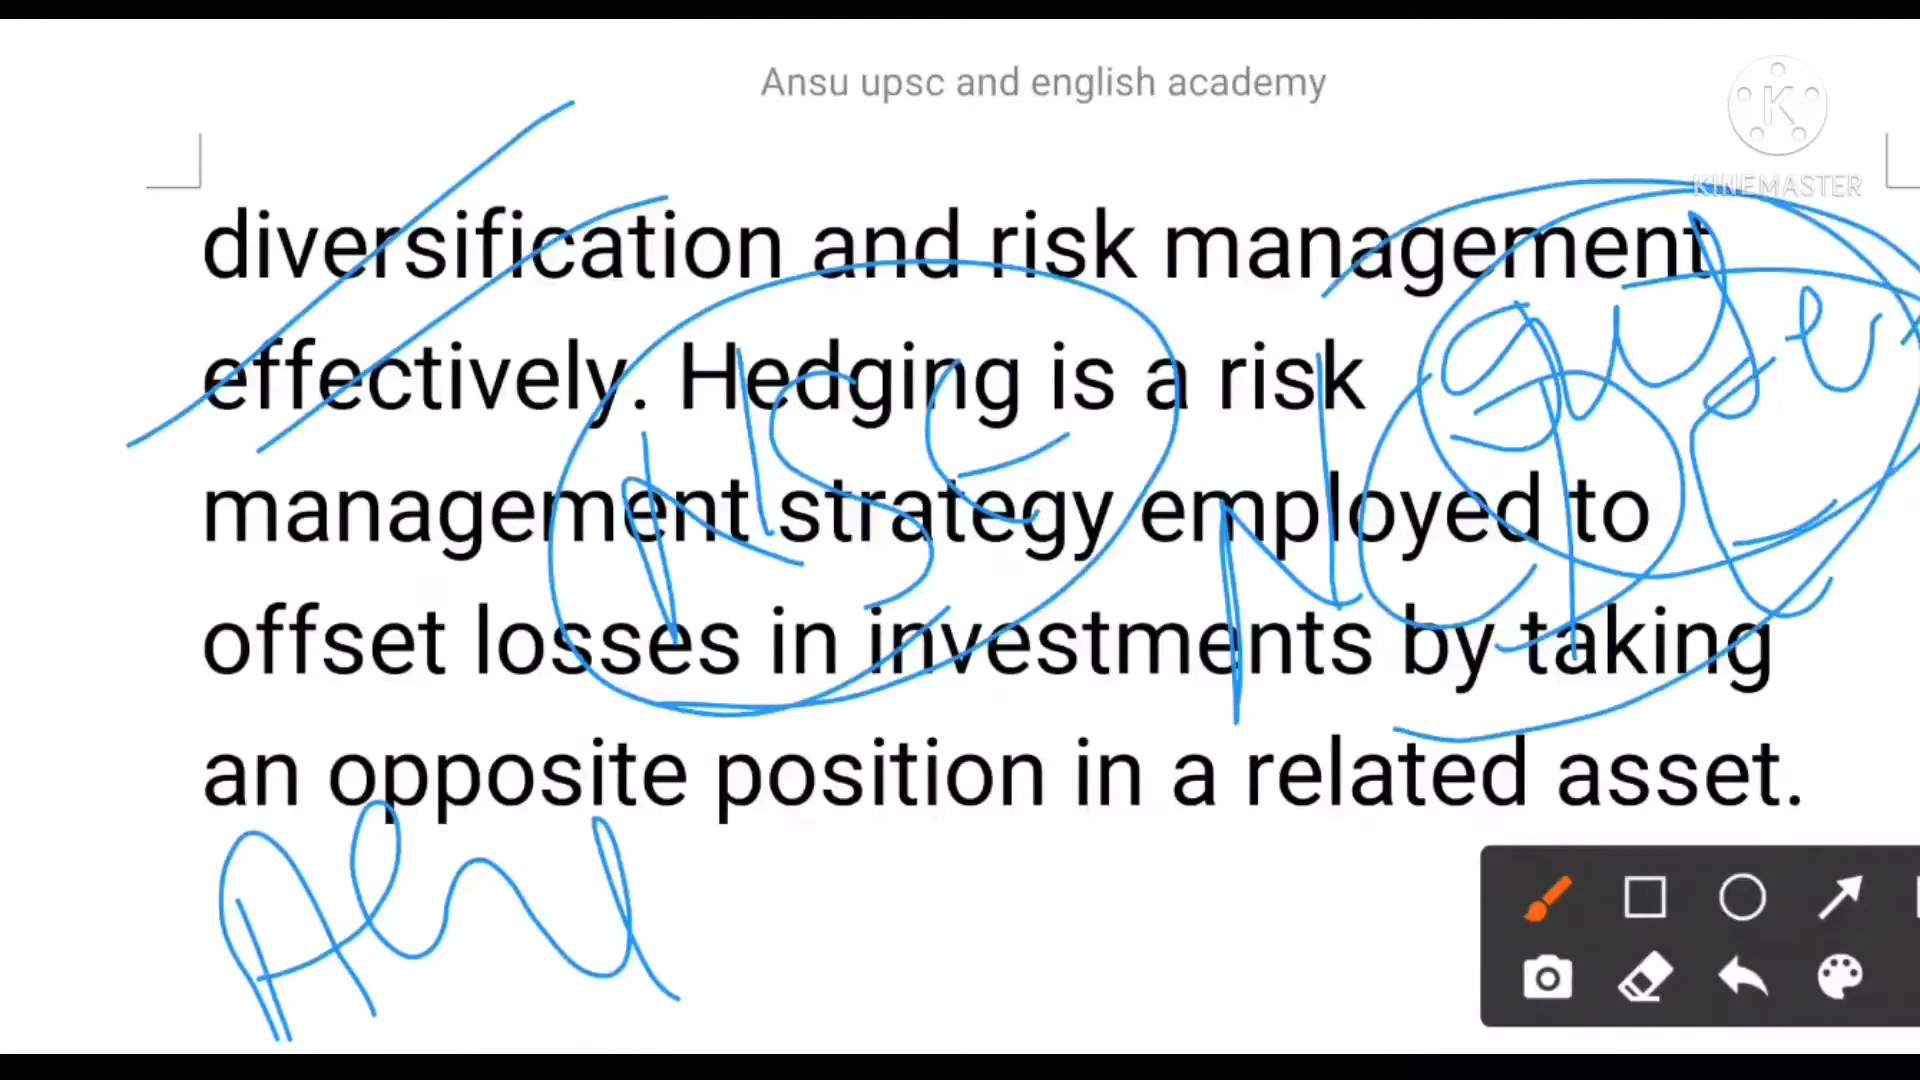 Ansu upsc and english academy
KINEMASTER
diversification and risk management
effectively. Hedging is a risk
management strategy employed to
offset losses in investments by taking
an opposite position in a related asset.
NSE